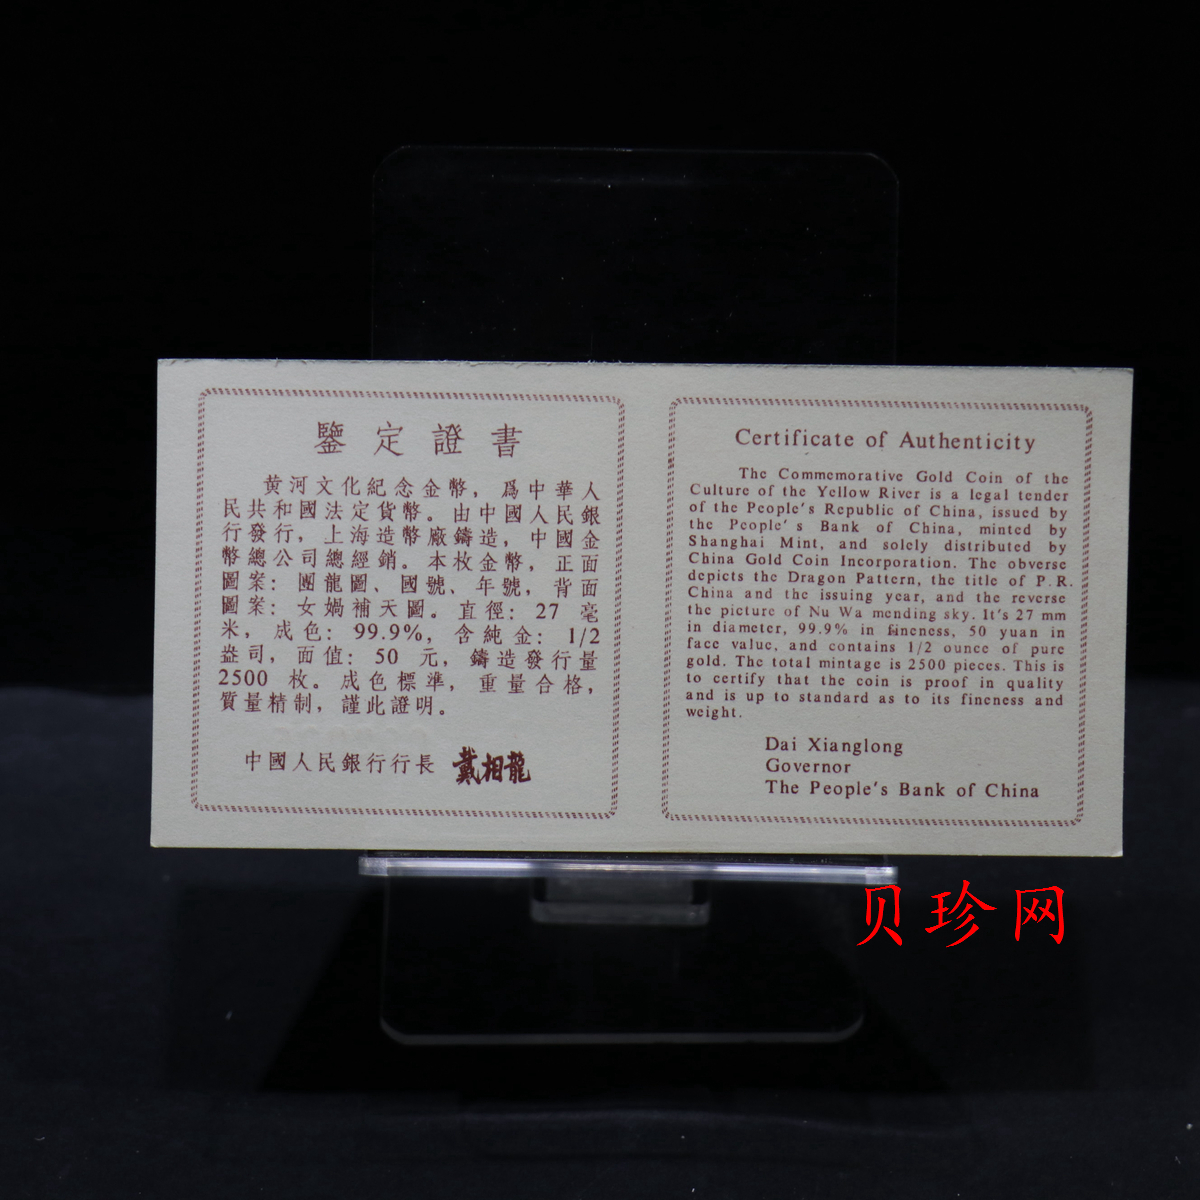 鑒定證書
黄河文化紀念金幣，爲中華人
民共和國法定貨幣。由中國人民銀
行發行，上海造幣廠鑄造，中國金
幣總公司總經銷。本枚金幣，正面
圖案：團龍圖、國號、年號，背面
圖案：女媧補天圖。直徑：27 毫
米，成色：99.9%，含純金：1/2
盎司，面值：50 元，鑄造發行量
2500 枚。成色標準，重量合格，
質量精制，謹此證明。
中國人民銀行行長 戴相龍
Certificate of Authenticity
The Commemorative Gold Coin of the
Culture of the Yellow River is a legal tender
of the People's Republic of China, issued by
the People's Bank of China, minted by
Shanghai Mint, and solely distributed by
China Gold Coin Incorporation. The obverse
depicts the Dragon Pattern, the title of P.R.
China and the issuing year, and the reverse
the picture of Nu Wa mending sky. It's 27 mm
in diameter, 99.9% in fineness, 50 yuan in
face value, and contains 1/2 ounce of pure
gold. The total mintage is 2500 pieces. This is
to certify that the coin is proof in quality
and is up to standard as to its fineness and
weight.
Dai Xianglong
Governor
The People's Bank of China
贝珍网